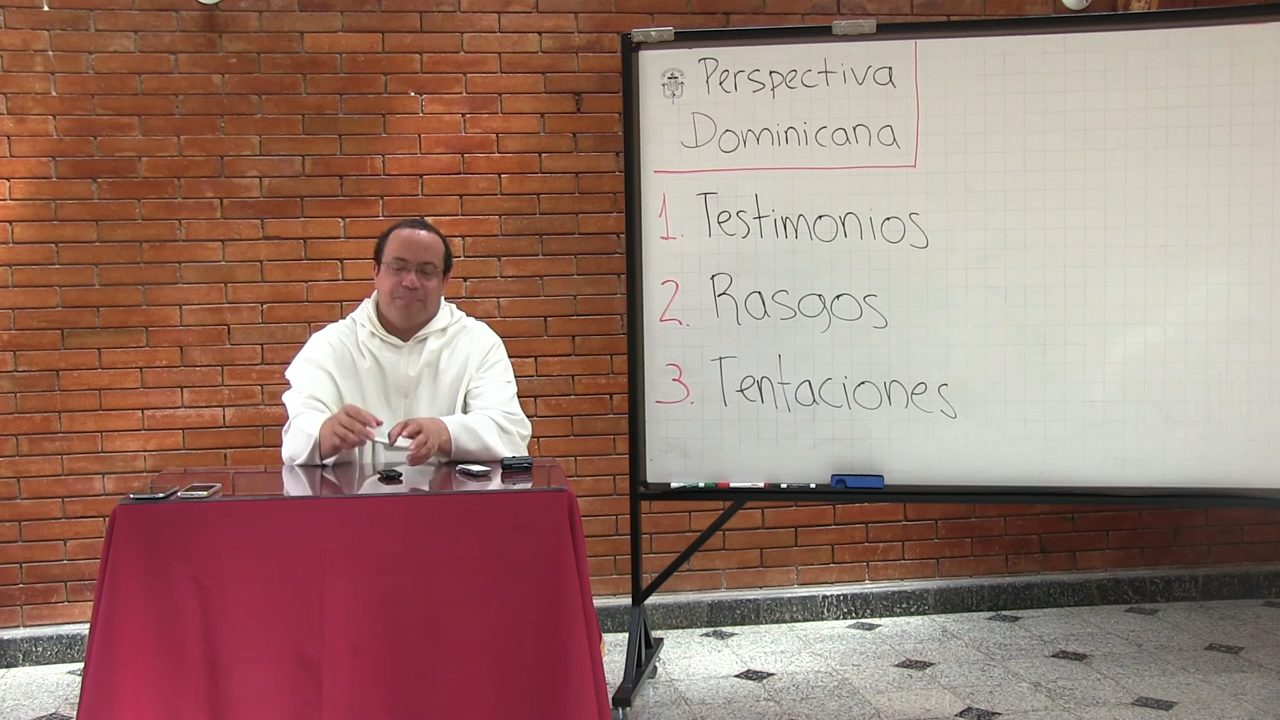 Perspectiva
Dominicana
1. Testimonios
2. Rasgos
3. Tentaciones